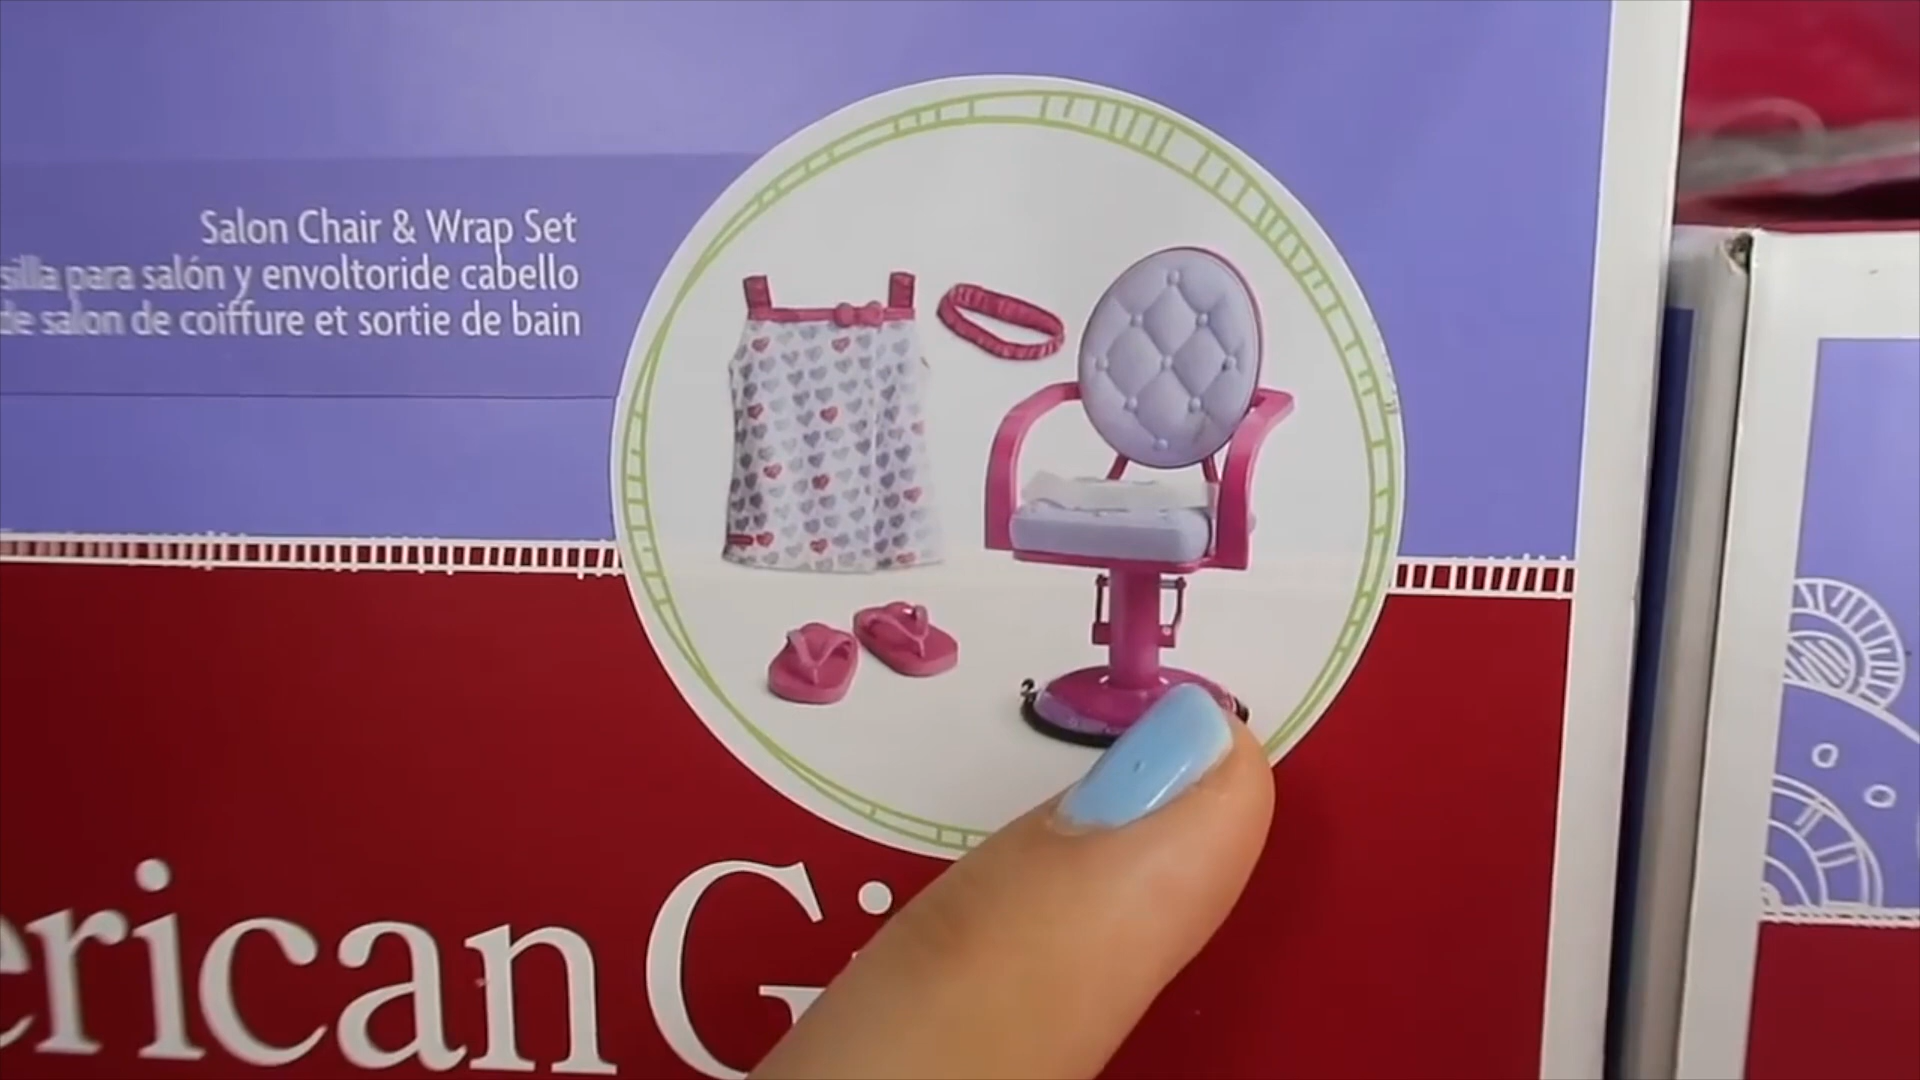 Salon Chair & Wrap Set
silla para salón y envoltoride cabello
de salon de coiffure et sortie de bain
erican Gi